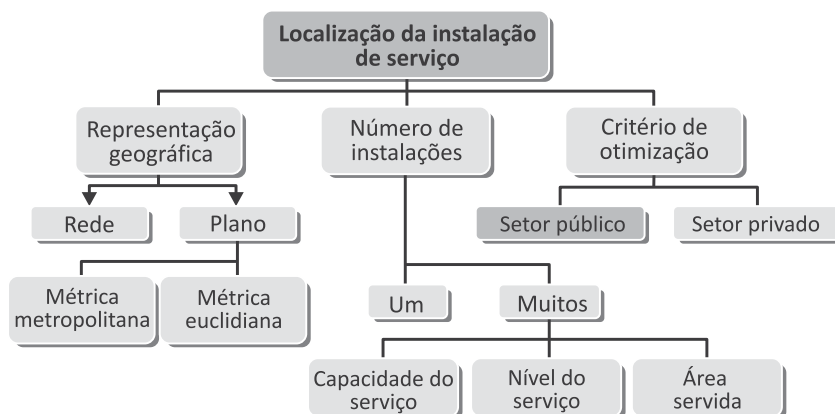 Localização da instalação
de serviço
Representação
geográfica
Número de
instalações
Critério de
otimização
Rede
Plano
Setor público
Setor privado
Métrica
metropolitana
Métrica
euclidiana
Um
Muitos
Capacidade do
serviço
Nível do
serviço
Área
servida